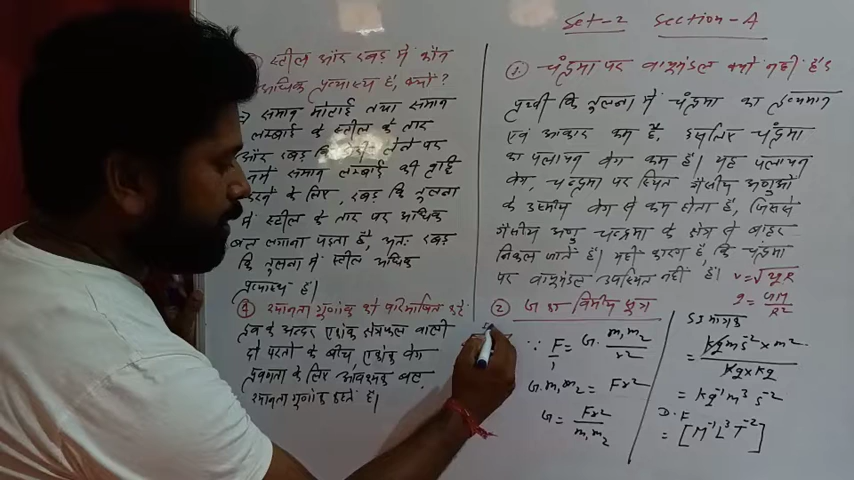 Set-2 Section-A
① चंद्रमा पर वायुमंडल क्यों नहीं है?
पृथ्वी कि तुलना में चंद्रमा का द्रव्यमान
एवं आकार कम है, इसलिए चंद्रमा
का पलायन वेग कम है। यह पलायन
वेग, चन्द्रमा पर स्थित गैसीय अणुओं
के उष्मीय वेग से कम होता है, जिससे
गैसीय अणु चन्द्रमा के क्षेत्र से बाहर
निकल जाते हैं। यही कारण है, कि चंद्रमा
पर वायुमंडल उपस्थित नहीं है।
v=√2gR
g = GM/R²
② G का विमीय सूत्र
∵ F = G. m₁m₂/r²
G.m₁m₂ = Fr²
G = Fr²/m₁m₂
SI मात्रक
= kgms⁻² × m²/kg×kg
= kg⁻¹m³s⁻²
D.F
= [M⁻¹L³T⁻²]
स्टील और रबड़ में कौन
अधिक प्रत्यास्थ है, क्यों?
समान मोटाई तथा समान
लम्बाई के स्टील के तार
और रबड़ कि लेने पर
समान लम्बाई की वृद्धि
करने के लिए, रबड़ कि तुलना
में स्टील के तार पर अधिक
बल लगाना पड़ता है, अतः रबड़
कि तुलना में स्टील अधिक
प्रत्यास्थ है।
④ श्यानता गुणांक को परिभाषित करें
द्रव के अन्दर एकांक क्षेत्रफल वाली
दो परतों के बीच, एकांक वेग
प्रवणता के लिए आवश्यक बल
श्यानता गुणांक कहते हैं।